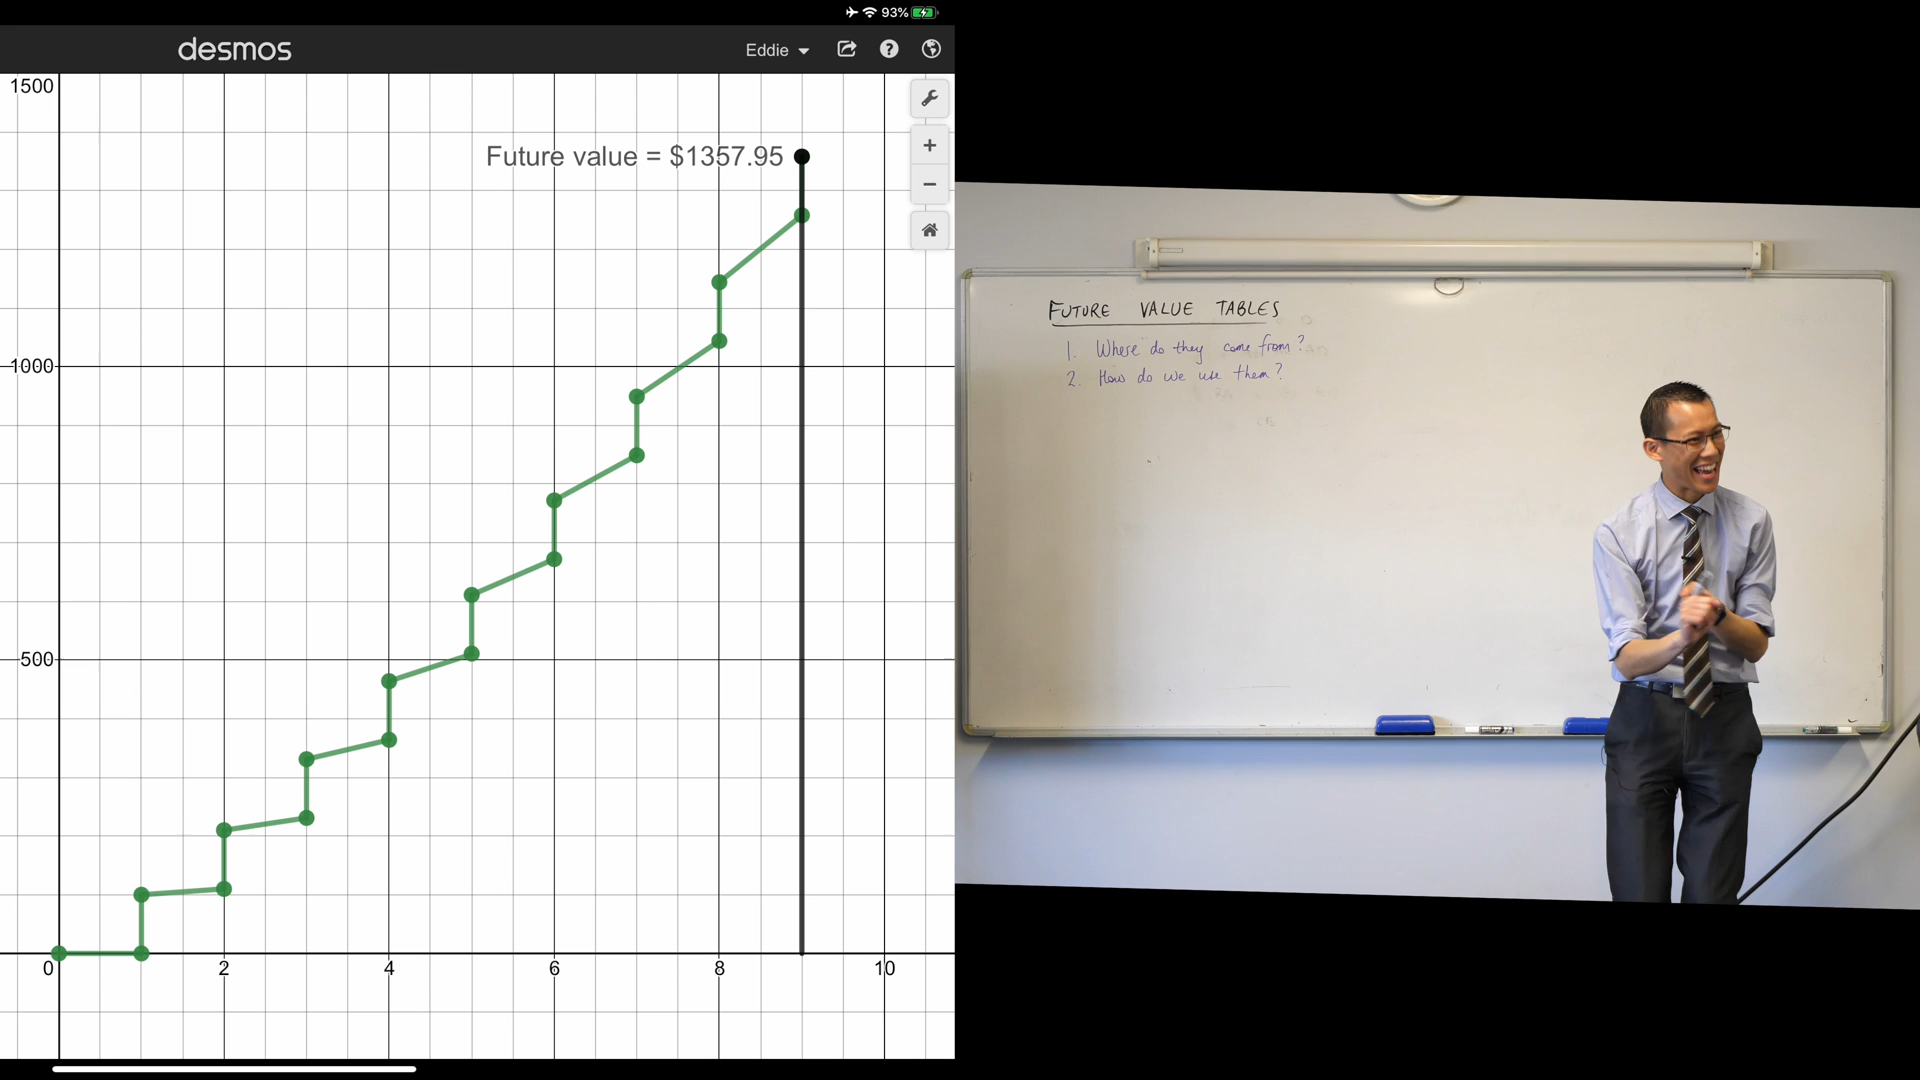 93%
desmos
Eddie
1500
Future value = $1357.95
1000
500
0 2 4 6 8 10
FUTURE VALUE TABLES
1. Where do they come from?
2. How do we use them?